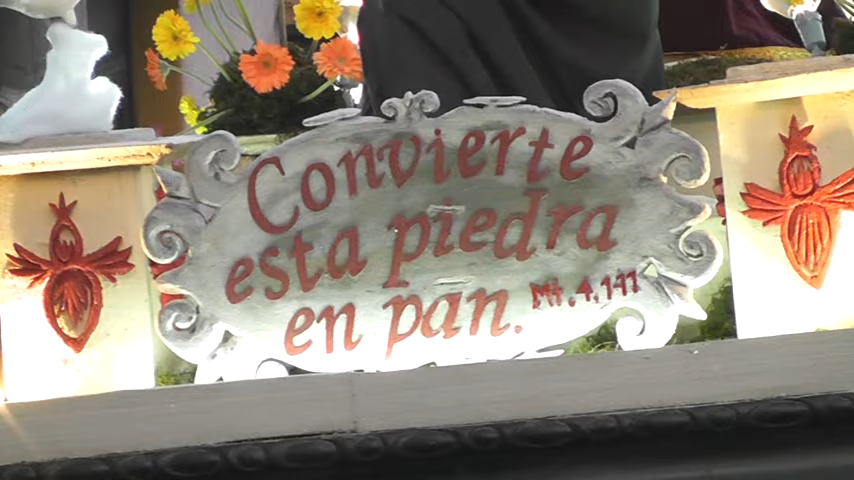 Convierte
esta piedra
en pan. Mt. 4, 1-11